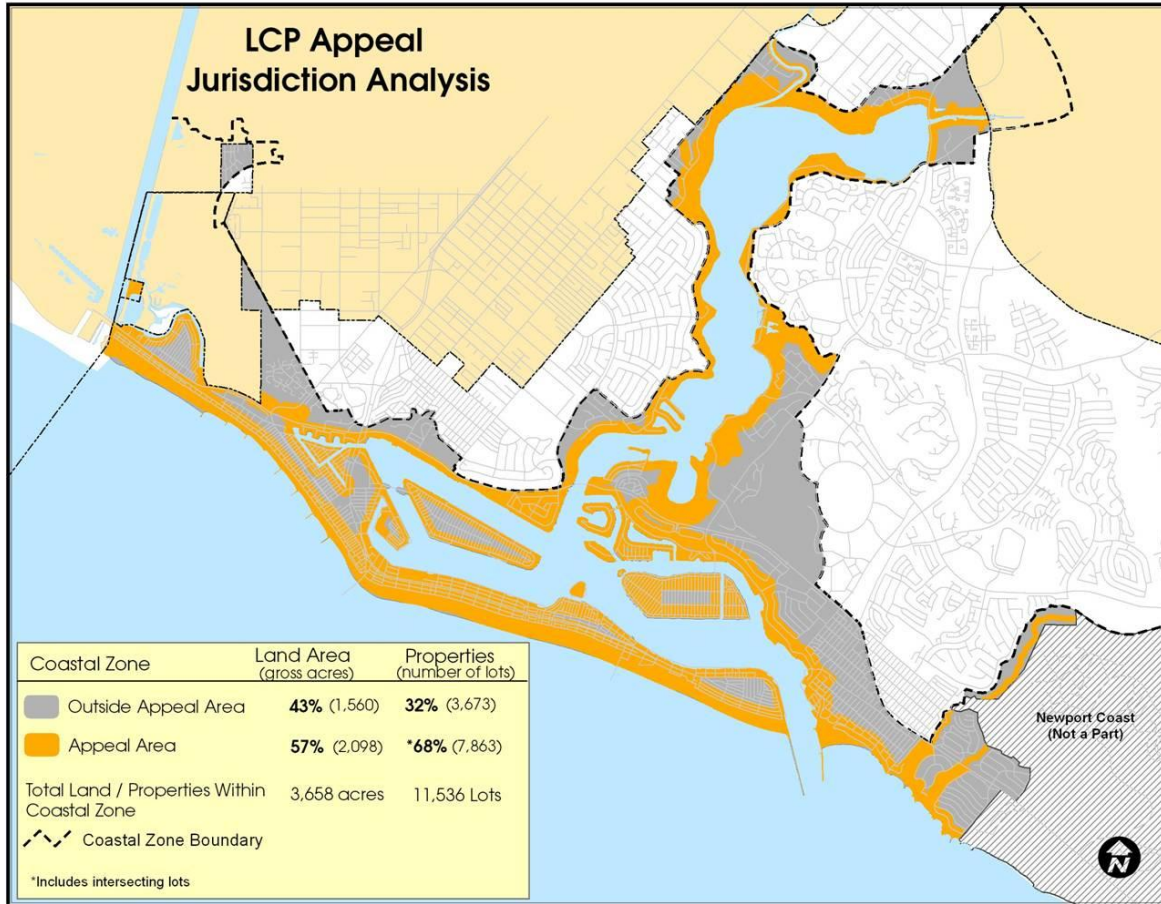 LCP Appeal
Jurisdiction Analysis
Coastal Zone Land Area Properties
(gross acres) (number of lots)
Outside Appeal Area 43% (1,560) 32% (3,673)
Appeal Area 57% (2,098) *68% (7,863)
Total Land / Properties Within 3,658 acres 11,536 Lots
Coastal Zone
Coastal Zone Boundary
*Includes intersecting lots
Newport Coast
(Not a Part)
N